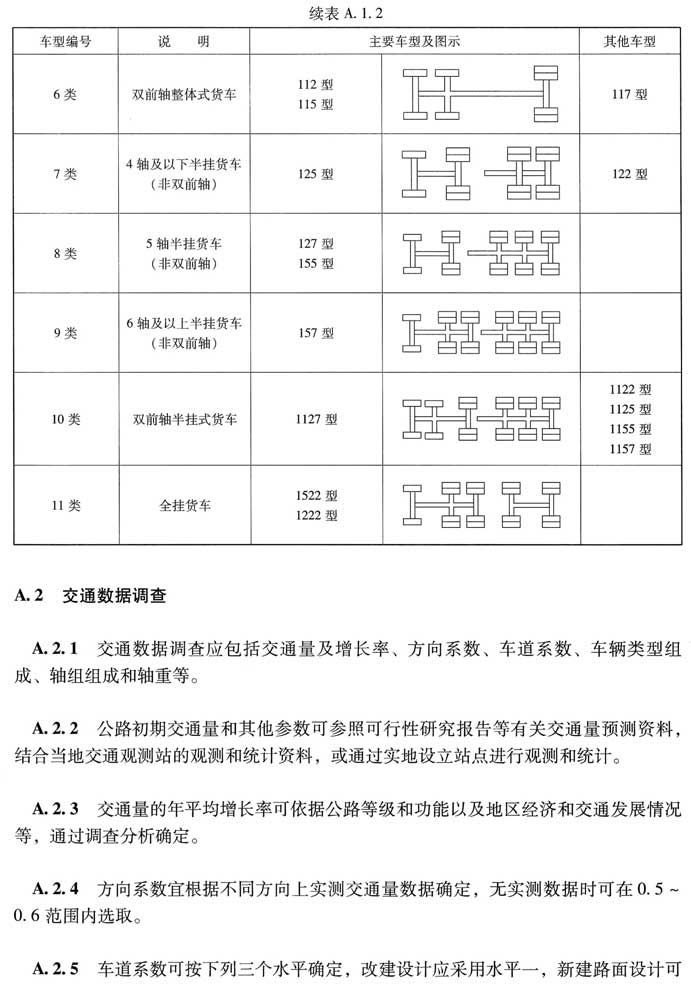 续表 A.1.2
车型编号 说 明 主要车型及图示 其他车型
6 类 双前轴整体式货车 112 型 117 型
115 型
7 类 4 轴及以下半挂货车 125 型 122 型
(非双前轴)
8 类 5 轴半挂货车 127 型
(非双前轴) 155 型
9 类 6 轴及以上半挂货车 157 型
(非双前轴)
10 类 双前轴半挂式货车 1127 型 1122 型
1125 型
1155 型
1157 型
11 类 全挂货车 1522 型
1222 型
A.2 交通数据调查
A.2.1 交通数据调查应包括交通量及增长率、方向系数、车道系数、车辆类型组
成、轴组组成和轴重等。
A.2.2 公路初期交通量和其他参数可参照可行性研究报告等有关交通量预测资料，
结合当地交通观测站的观测和统计资料，或通过实地设立站点进行观测和统计。
A.2.3 交通量的年平均增长率可依据公路等级和功能以及地区经济和交通发展情况
等，通过调查分析确定。
A.2.4 方向系数宜根据不同方向上实测交通量数据确定，无实测数据时可在 0.5 ~
0.6 范围内选取。
A.2.5 车道系数可按下列三个水平确定，改建设计应采用水平一，新建路面设计可